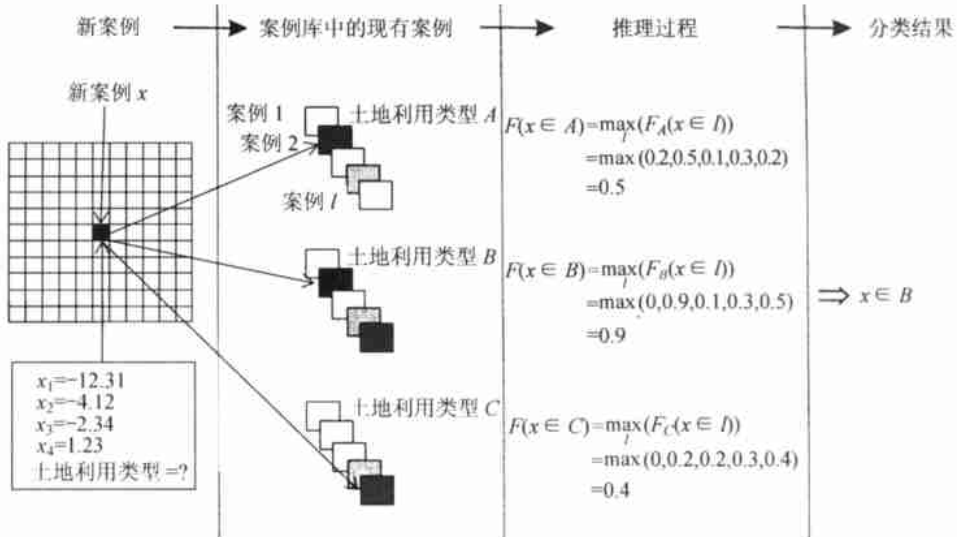 新案例
案例库中的现有案例
推理过程
分类结果
新案例 x
x₁=−12.31
x₂=−4.12
x₃=−2.34
x₄=1.23
土地利用类型=?
案例 1
案例 2
案例 l
土地利用类型 A
土地利用类型 B
土地利用类型 C
F(x ∈ A)=max(F_A(x ∈ l))
l
=max(0.2,0.5,0.1,0.3,0.2)
=0.5
F(x ∈ B)=max(F_B(x ∈ l))
l
=max(0,0.9,0.1,0.3,0.5)
=0.9
F(x ∈ C)=max(F_C(x ∈ l))
l
=max(0,0.2,0.2,0.3,0.4)
=0.4
⇒ x ∈ B